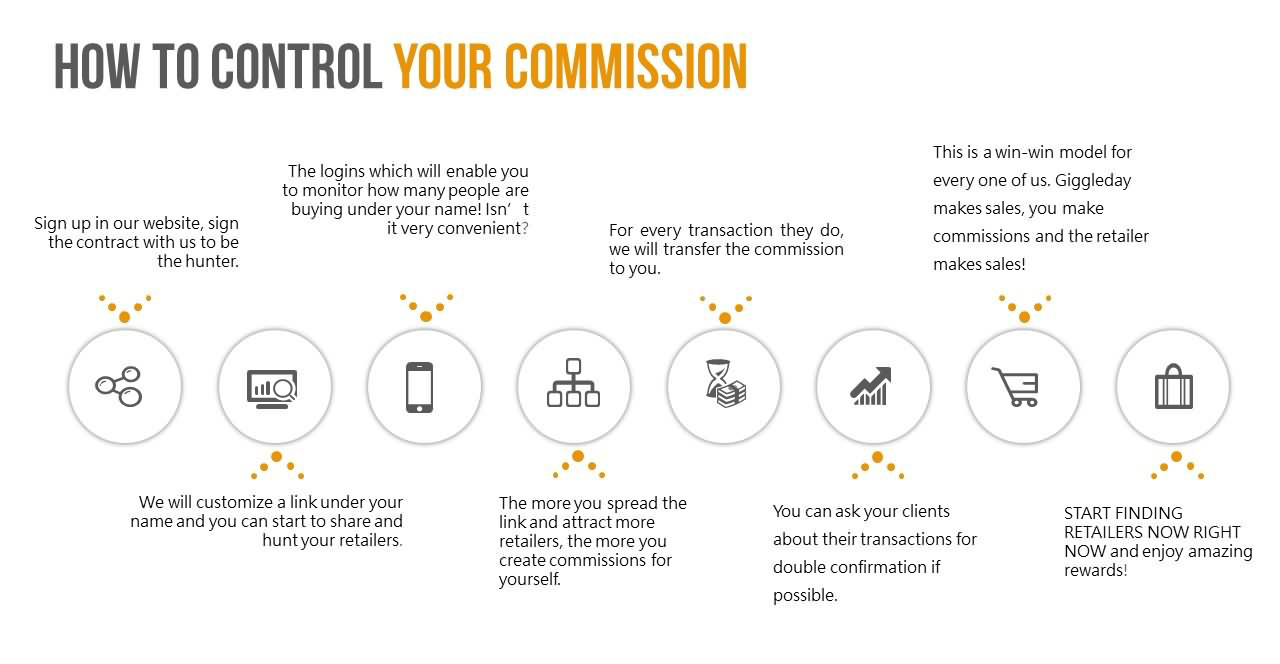 HOW TO CONTROL YOUR COMMISSION
Sign up in our website, sign
the contract with us to be
the hunter.
We will customize a link under your
name and you can start to share and
hunt your retailers.
The logins which will enable you
to monitor how many people are
buying under your name! Isn' t
it very convenient?
The more you spread the
link and attract more
retailers, the more you
create commissions for
yourself.
For every transaction they do,
we will transfer the commission
to you.
You can ask your clients
about their transactions for
double confirmation if
possible.
This is a win-win model for
every one of us. Giggleday
makes sales, you make
commissions and the retailer
makes sales!
START FINDING
RETAILERS NOW RIGHT
NOW and enjoy amazing
rewards!